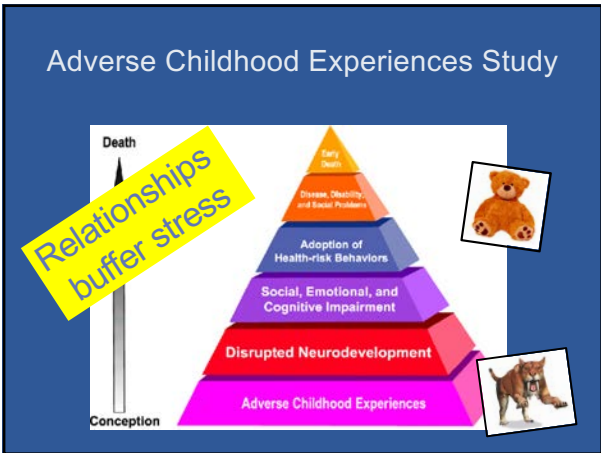 Adverse Childhood Experiences Study
Death
Relationships
buffer stress
Early
Death
Disease, Disability,
and Social Problems
Adoption of
Health-risk Behaviors
Social, Emotional, and
Cognitive Impairment
Disrupted Neurodevelopment
Adverse Childhood Experiences
Conception